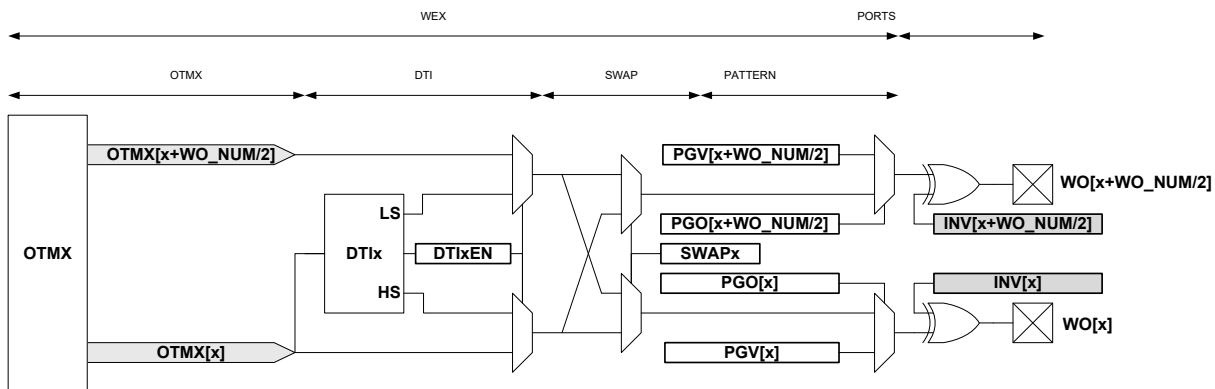 WEX PORTS
OTMX DTI SWAP PATTERN
OTMX[x+WO_NUM/2] PGV[x+WO_NUM/2]
WO[x+WO_NUM/2]
LS PGO[x+WO_NUM/2] INV[x+WO_NUM/2]
OTMX DTIx DTIxEN SWAPx
HS PGO[x] INV[x]
WO[x]
OTMX[x] PGV[x]